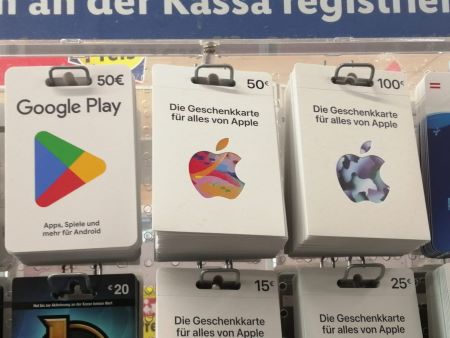 an der Kassa registrie
50€
Google Play
Apps, Spiele und
mehr für Android
50€
Die Geschenkkarte
für alles von Apple
100€
Die Geschenkkarte
für alles von Apple
€20
15€
Die Geschenkkarte
für alles von Apple
25€
Die Geschenkkarte
für alles von Apple